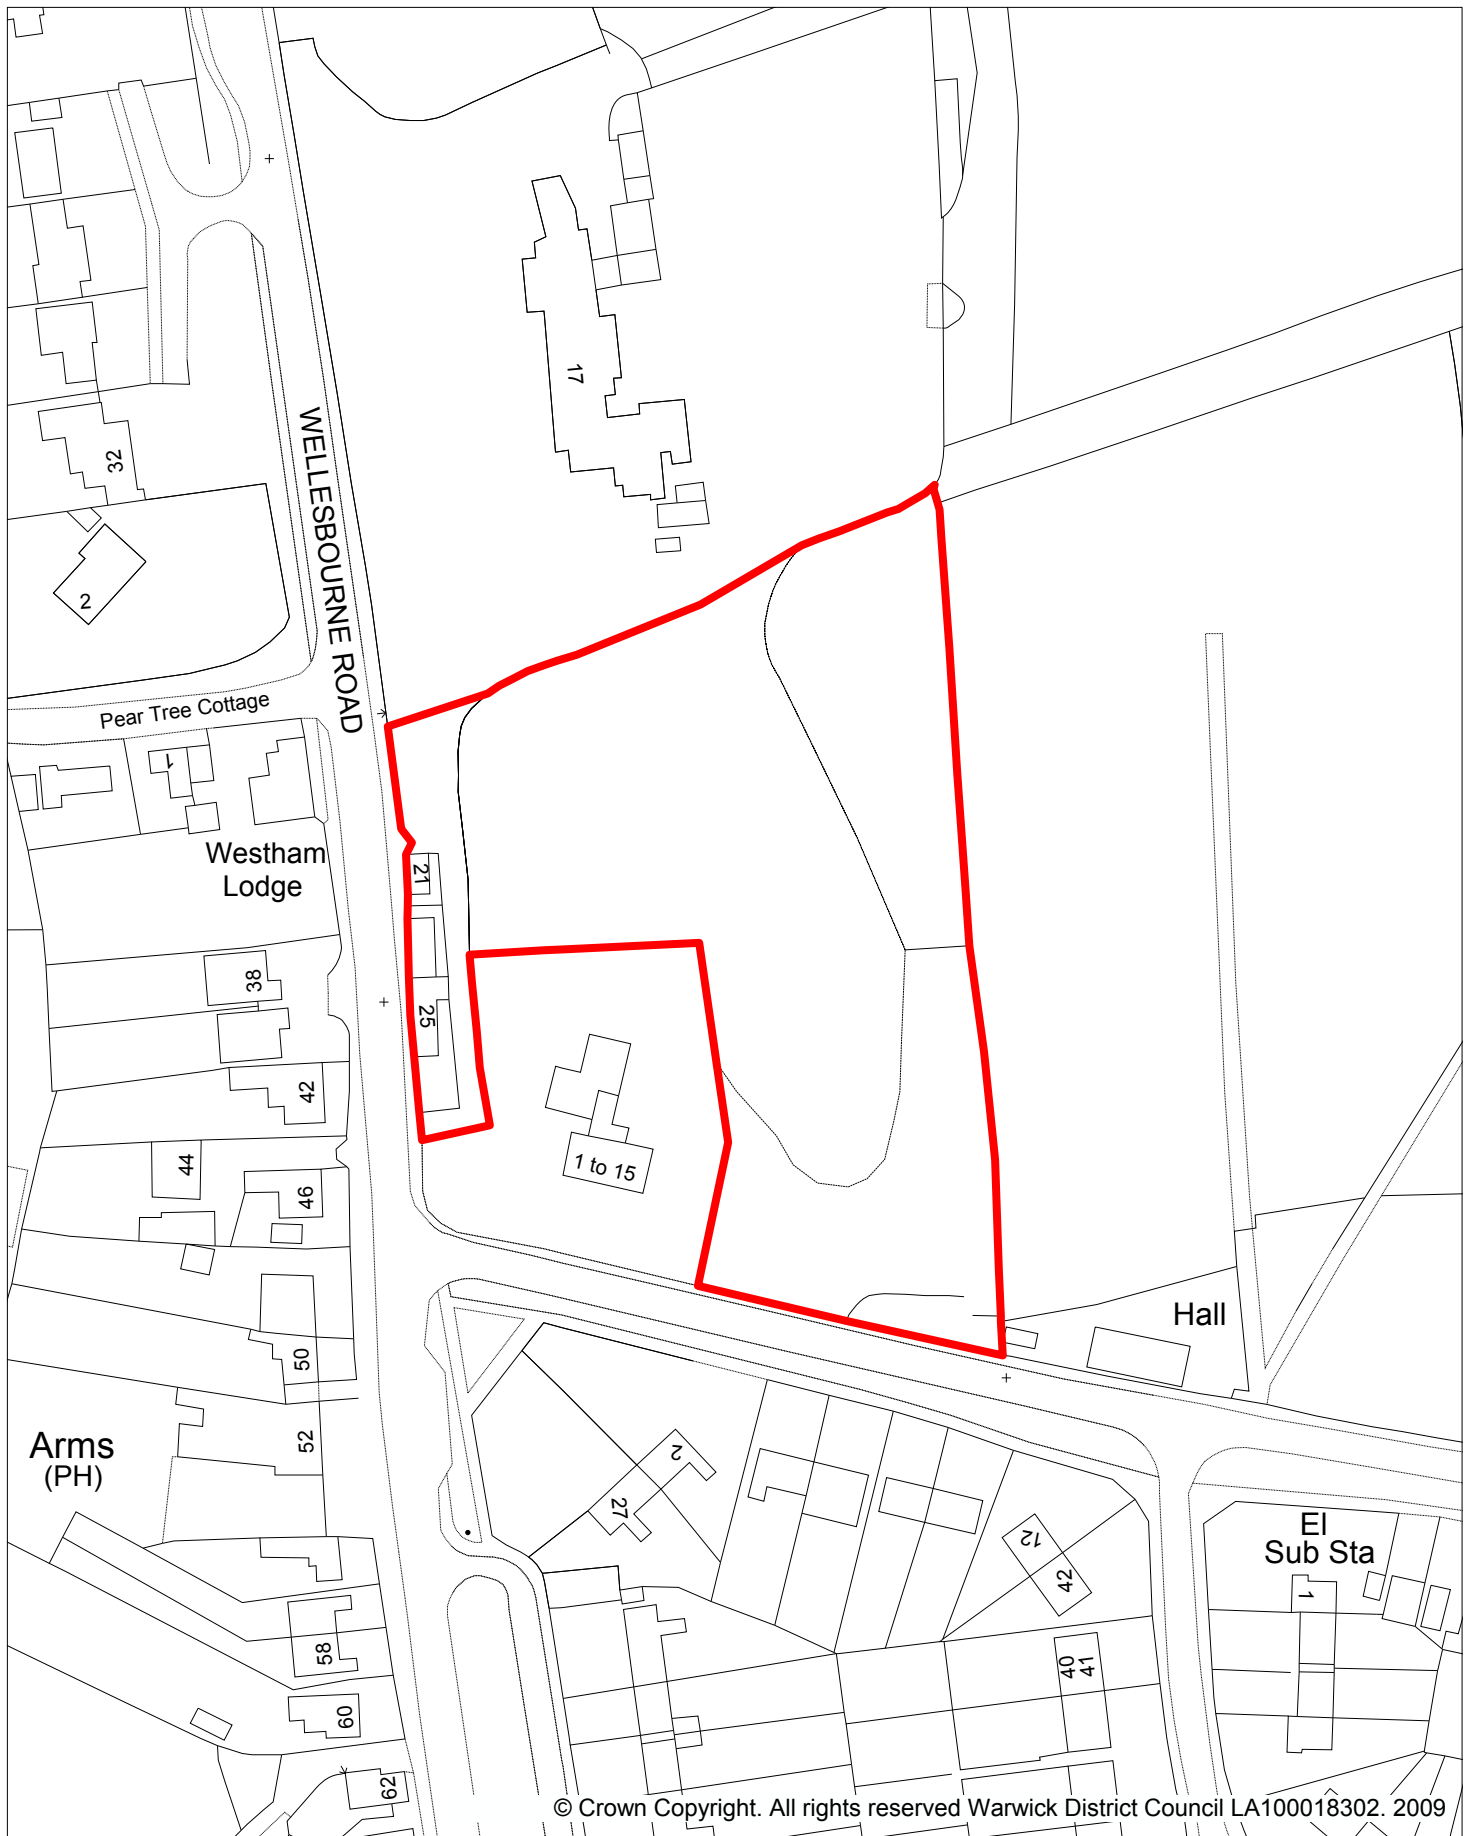 17
32
WELLESBOURNE ROAD
2
Pear Tree Cottage
1
Westham
Lodge
21
38
25
42
44
1 to 15
46
Hall
50
Arms
(PH)
52
2
27
12
42
El
Sub Sta
1
58
40
41
60
62
© Crown Copyright. All rights reserved Warwick District Council LA100018302. 2009